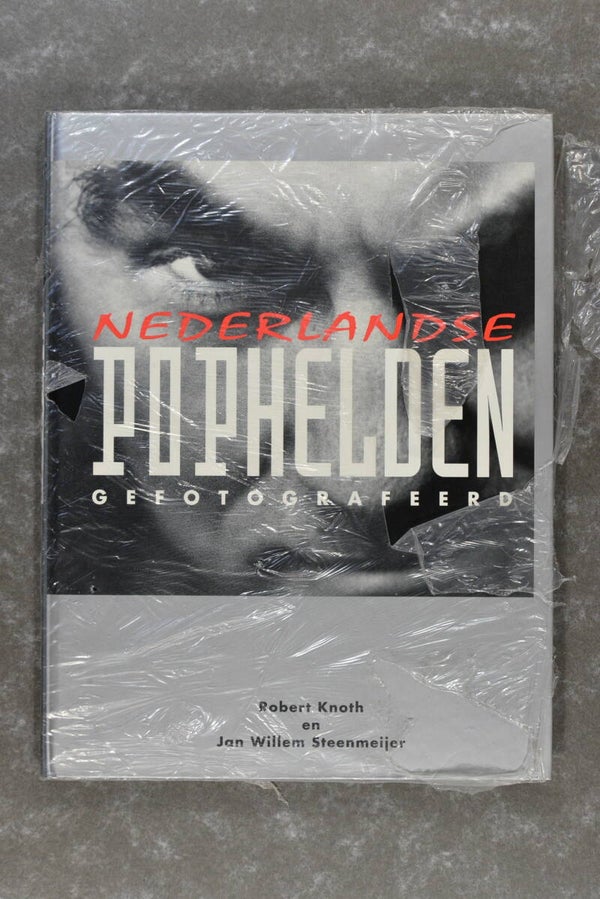 NEDERLANDSE
POPHELDEN
GEFOTOGRAFEERD
Robert Knoth
en
Jan Willem Steenmeijer